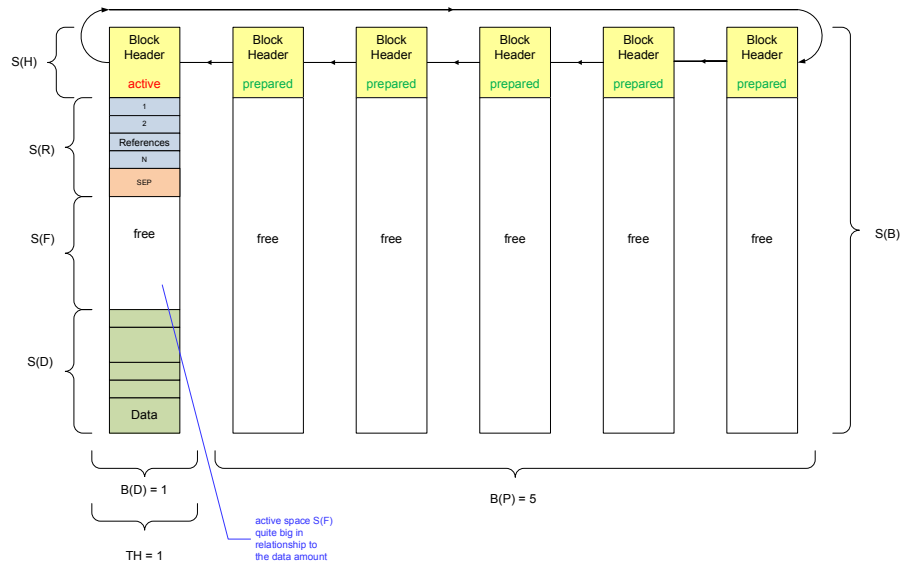 Block
Header
active
Block
Header
prepared
Block
Header
prepared
Block
Header
prepared
Block
Header
prepared
Block
Header
prepared
S(H)
1
2
References
N
SEP
S(R)
free
free
free
free
free
free
S(F)
S(B)
S(D)
Data
B(D) = 1
B(P) = 5
TH = 1
active space S(F)
quite big in
relationship to
the data amount